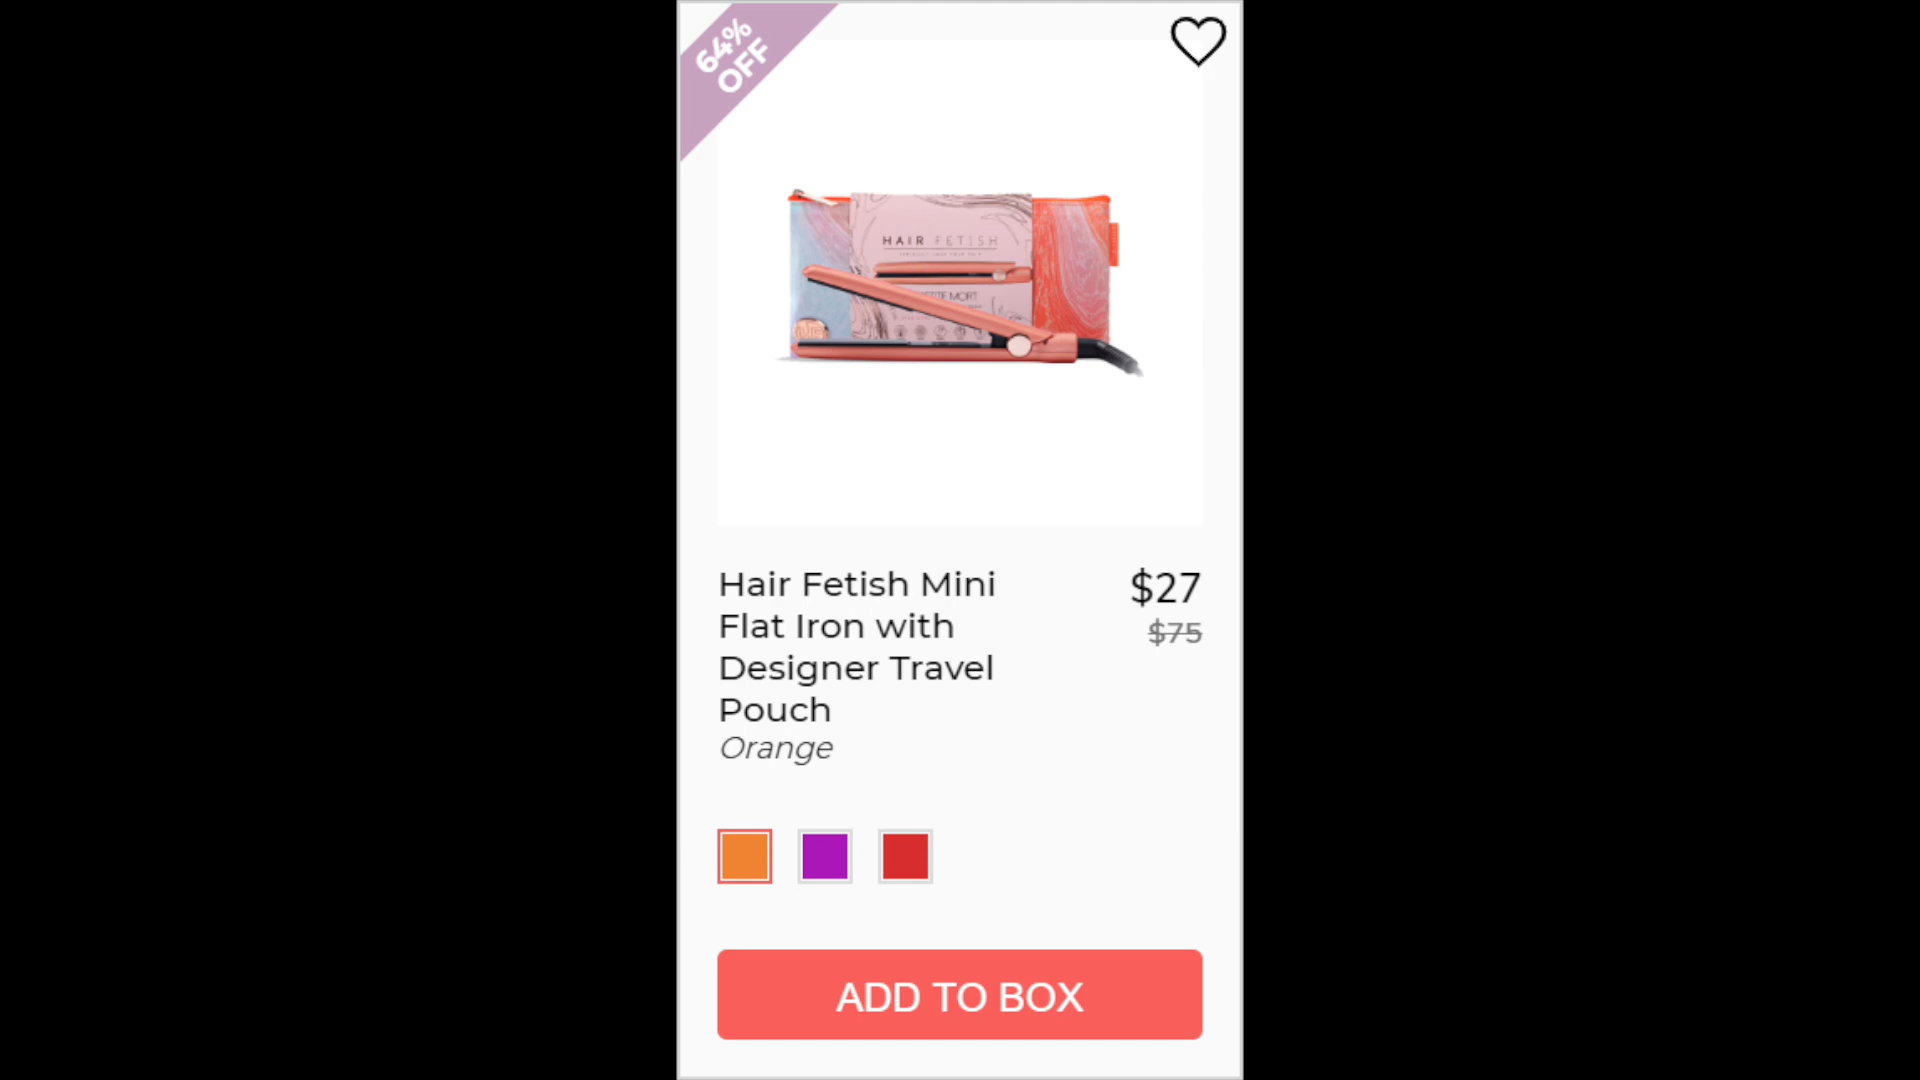 64%
OFF
HAIR FETISH
Hair Fetish Mini
Flat Iron with
Designer Travel
Pouch
Orange
$27
$75
ADD TO BOX